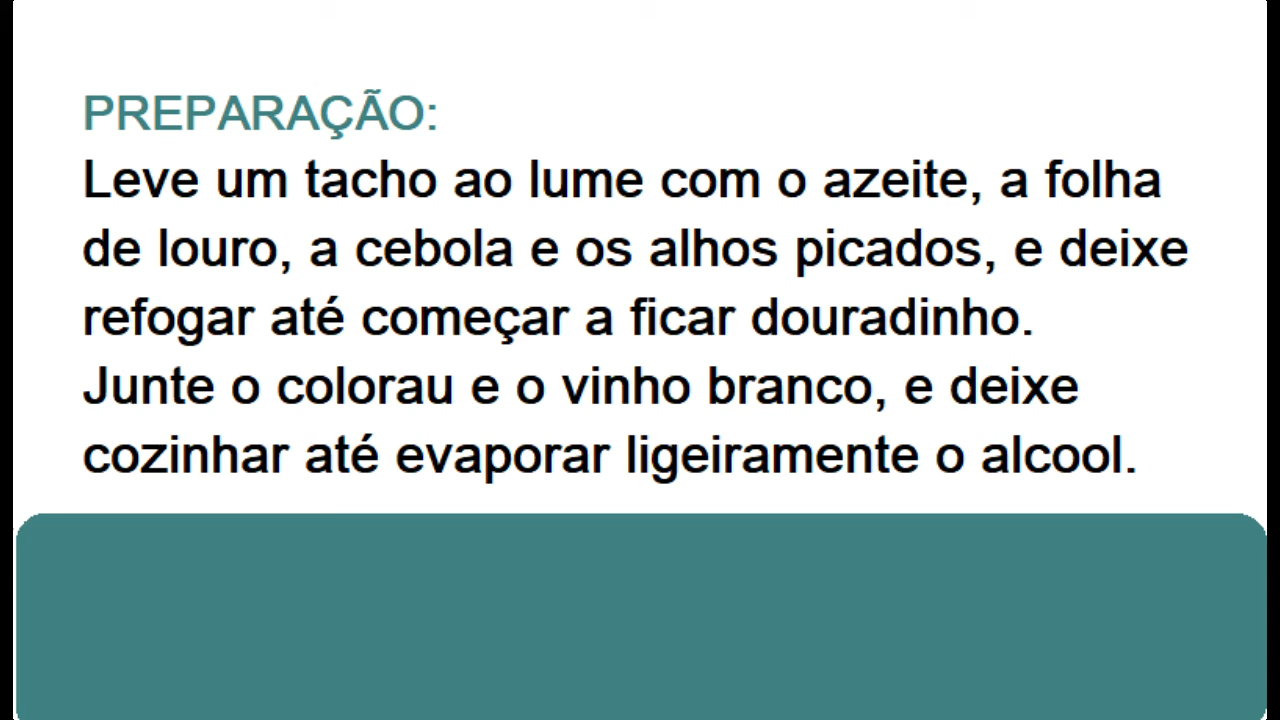 PREPARAÇÃO:
Leve um tacho ao lume com o azeite, a folha
de louro, a cebola e os alhos picados, e deixe
refogar até começar a ficar douradinho.
Junte o colorau e o vinho branco, e deixe
cozinhar até evaporar ligeiramente o alcool.